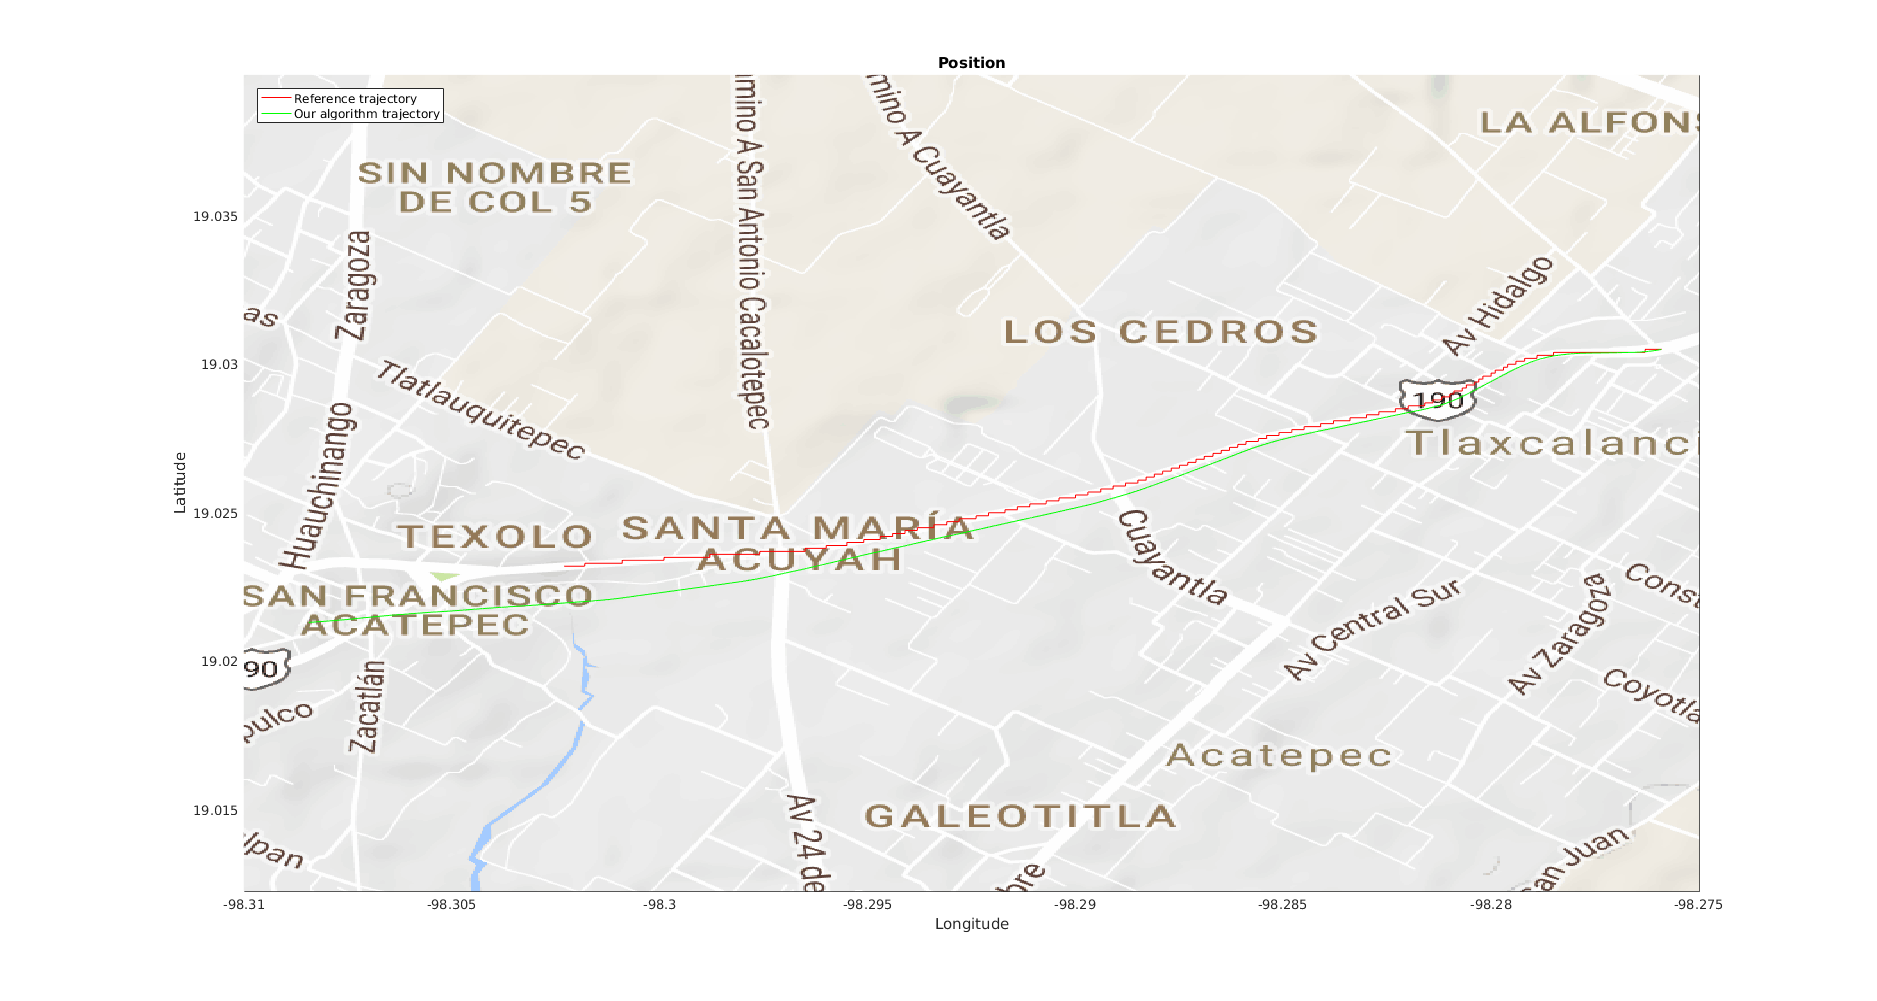 Position
Reference trajectory
Our algorithm trajectory
LA ALFONS
SIN NOMBRE
DE COL 5
mino A San Antonio Cacalotepec
mino A Cuayantla
Zaragoza
as
Av Hidalgo
LOS CEDROS
Tlatlauquitepec
190
Tlaxcalanci
Huauchinango
TEXOLO
SANTA MARÍA
ACUYAH
Cuayantla
SAN FRANCISCO
ACATEPEC
Av Central Sur
Av Zaragoza
Const
90
Zacatlán
Coyotla
pulco
Acatepec
GALEOTITLA
Av 24 de
lpan
bre
an Juan
19.035
19.03
19.025
19.02
19.015
Latitude
-98.31
-98.305
-98.3
-98.295
-98.29
-98.285
-98.28
-98.275
Longitude